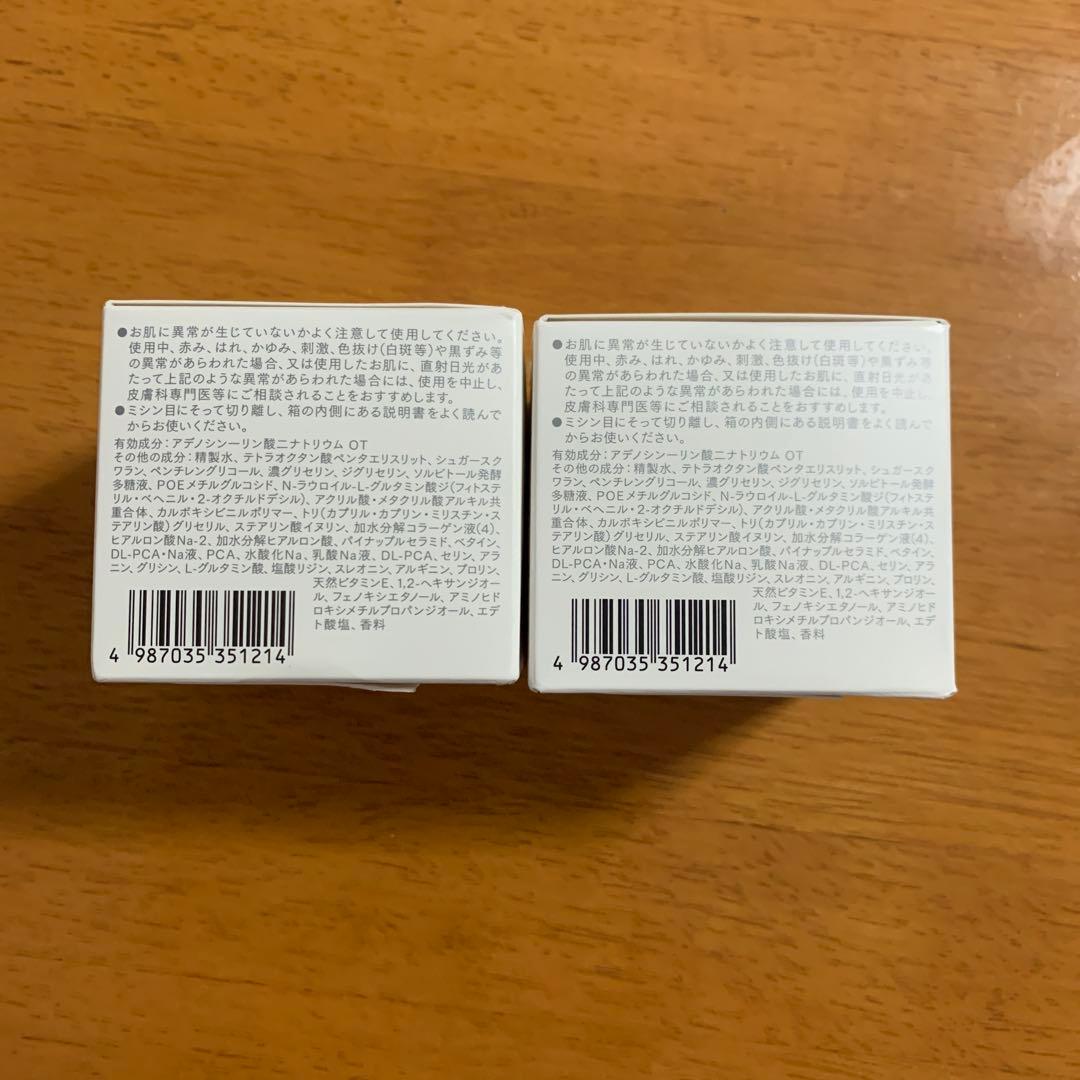 ●お肌に異常が生じていないかよく注意して使用してください。
使用中、赤み、はれ、かゆみ、刺激、色抜け(白斑等)や黒ずみ等
の異常があらわれた場合、又は使用したお肌に、直射日光があ
たって上記のような異常があらわれた場合には、使用を中止し、
皮膚科専門医等にご相談されることをおすすめします。
●ミシン目にそって切り離し、箱の内側にある説明書をよく読んで
からお使いください。
有効成分：アデノシン一リン酸二ナトリウム OT
その他の成分：精製水、テトラオクタン酸ペンタエリスリット、シュガースク
ワラン、ペンチレングリコール、濃グリセリン、ジグリセリン、ソルビトール発酵
多糖液、POEメチルグルコシド、N-ラウロイル-L-グルタミン酸ジ(フィトステ
リル・ベヘニル・2-オクチルドデシル)、アクリル酸・メタクリル酸アルキル共
重合体、カルボキシビニルポリマー、トリ(カプリル・カプリン・ミリスチン・ス
テアリン酸)グリセリル、ステアリン酸イヌリン、加水分解コラーゲン液(4)、
ヒアルロン酸Na-2、加水分解ヒアルロン酸、パイナップルセラミド、ベタイン、
DL-PCA・Na液、PCA、水酸化Na、乳酸Na液、DL-PCA、セリン、アラ
ニン、グリシン、L-グルタミン酸、塩酸リジン、スレオニン、アルギニン、プロリン、
天然ビタミンE、1,2-ヘキサンジオー
ル、フェノキシエタノール、アミノヒド
ロキシメチルプロパンジオール、エデ
ト酸塩、香料
4 987035 351214
●お肌に異常が生じていないかよく注意して使用してください。
使用中、赤み、はれ、かゆみ、刺激、色抜け(白斑等)や黒ずみ等
の異常があらわれた場合、又は使用したお肌に、直射日光があ
たって上記のような異常があらわれた場合には、使用を中止し、
皮膚科専門医等にご相談されることをおすすめします。
●ミシン目にそって切り離し、箱の内側にある説明書をよく読んで
からお使いください。
有効成分：アデノシン一リン酸二ナトリウム OT
その他の成分：精製水、テトラオクタン酸ペンタエリスリット、シュガースク
ワラン、ペンチレングリコール、濃グリセリン、ジグリセリン、ソルビトール発酵
多糖液、POEメチルグルコシド、N-ラウロイル-L-グルタミン酸ジ(フィトステ
リル・ベヘニル・2-オクチルドデシル)、アクリル酸・メタクリル酸アルキル共
重合体、カルボキシビニルポリマー、トリ(カプリル・カプリン・ミリスチン・ス
テアリン酸)グリセリル、ステアリン酸イヌリン、加水分解コラーゲン液(4)、
ヒアルロン酸Na-2、加水分解ヒアルロン酸、パイナップルセラミド、ベタイン、
DL-PCA・Na液、PCA、水酸化Na、乳酸Na液、DL-PCA、セリン、アラ
ニン、グリシン、L-グルタミン酸、塩酸リジン、スレオニン、アルギニン、プロリン、
天然ビタミンE、1,2-ヘキサンジオー
ル、フェノキシエタノール、アミノヒド
ロキシメチルプロパンジオール、エデ
ト酸塩、香料
4 987035 351214